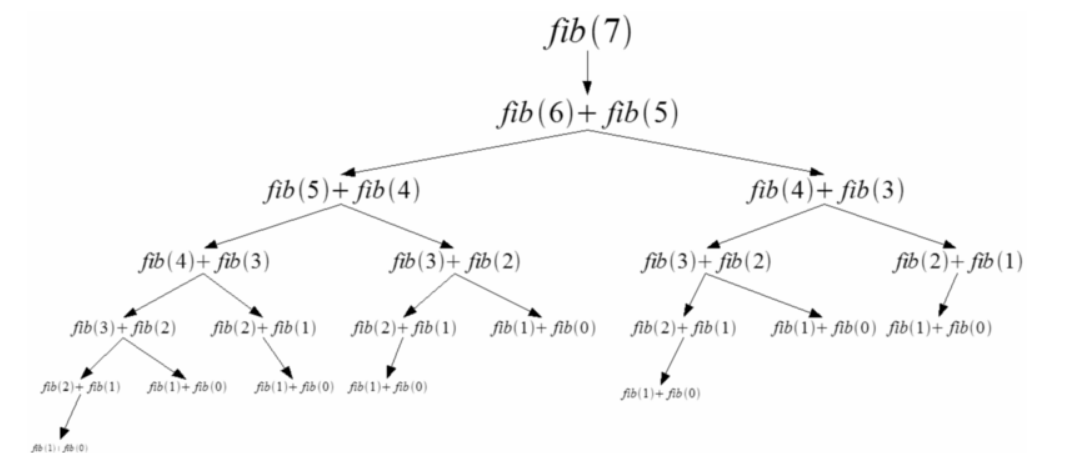 fib(7)
fib(6)+ fib(5)
fib(5)+ fib(4) fib(4)+ fib(3)
fib(4)+ fib(3) fib(3)+ fib(2) fib(3)+ fib(2) fib(2)+ fib(1)
fib(3)+ fib(2) fib(2)+ fib(1) fib(2)+ fib(1) fib(1)+ fib(0) fib(2)+ fib(1) fib(1)+ fib(0) fib(1)+ fib(0)
fib(2)+ fib(1) fib(1)+ fib(0) fib(1)+ fib(0) fib(1)+ fib(0) fib(1)+ fib(0)
fib(1)+ fib(0)